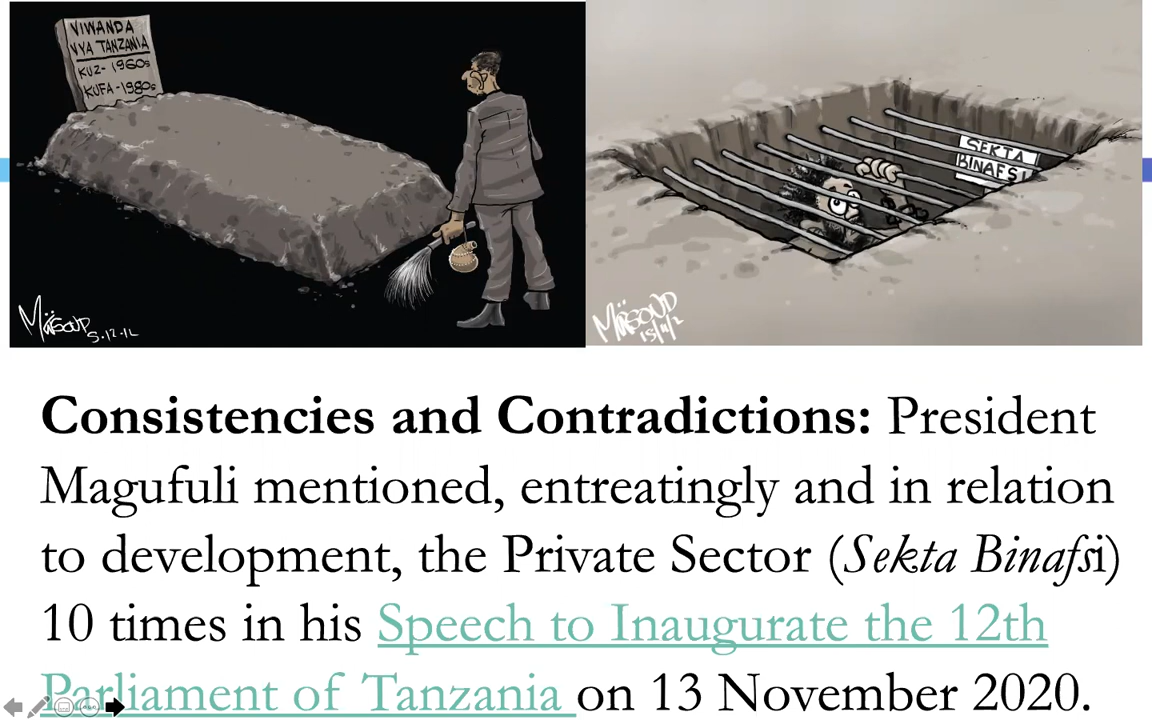 VIWANDA
VYA TANZANIA
KUZ- 1960s
KUFA -1980s
SEKTA
BINAFSI
Consistencies and Contradictions: President
Magufuli mentioned, entreatingly and in relation
to development, the Private Sector (Sekta Binafsi)
10 times in his Speech to Inaugurate the 12th
Parliament of Tanzania on 13 November 2020.